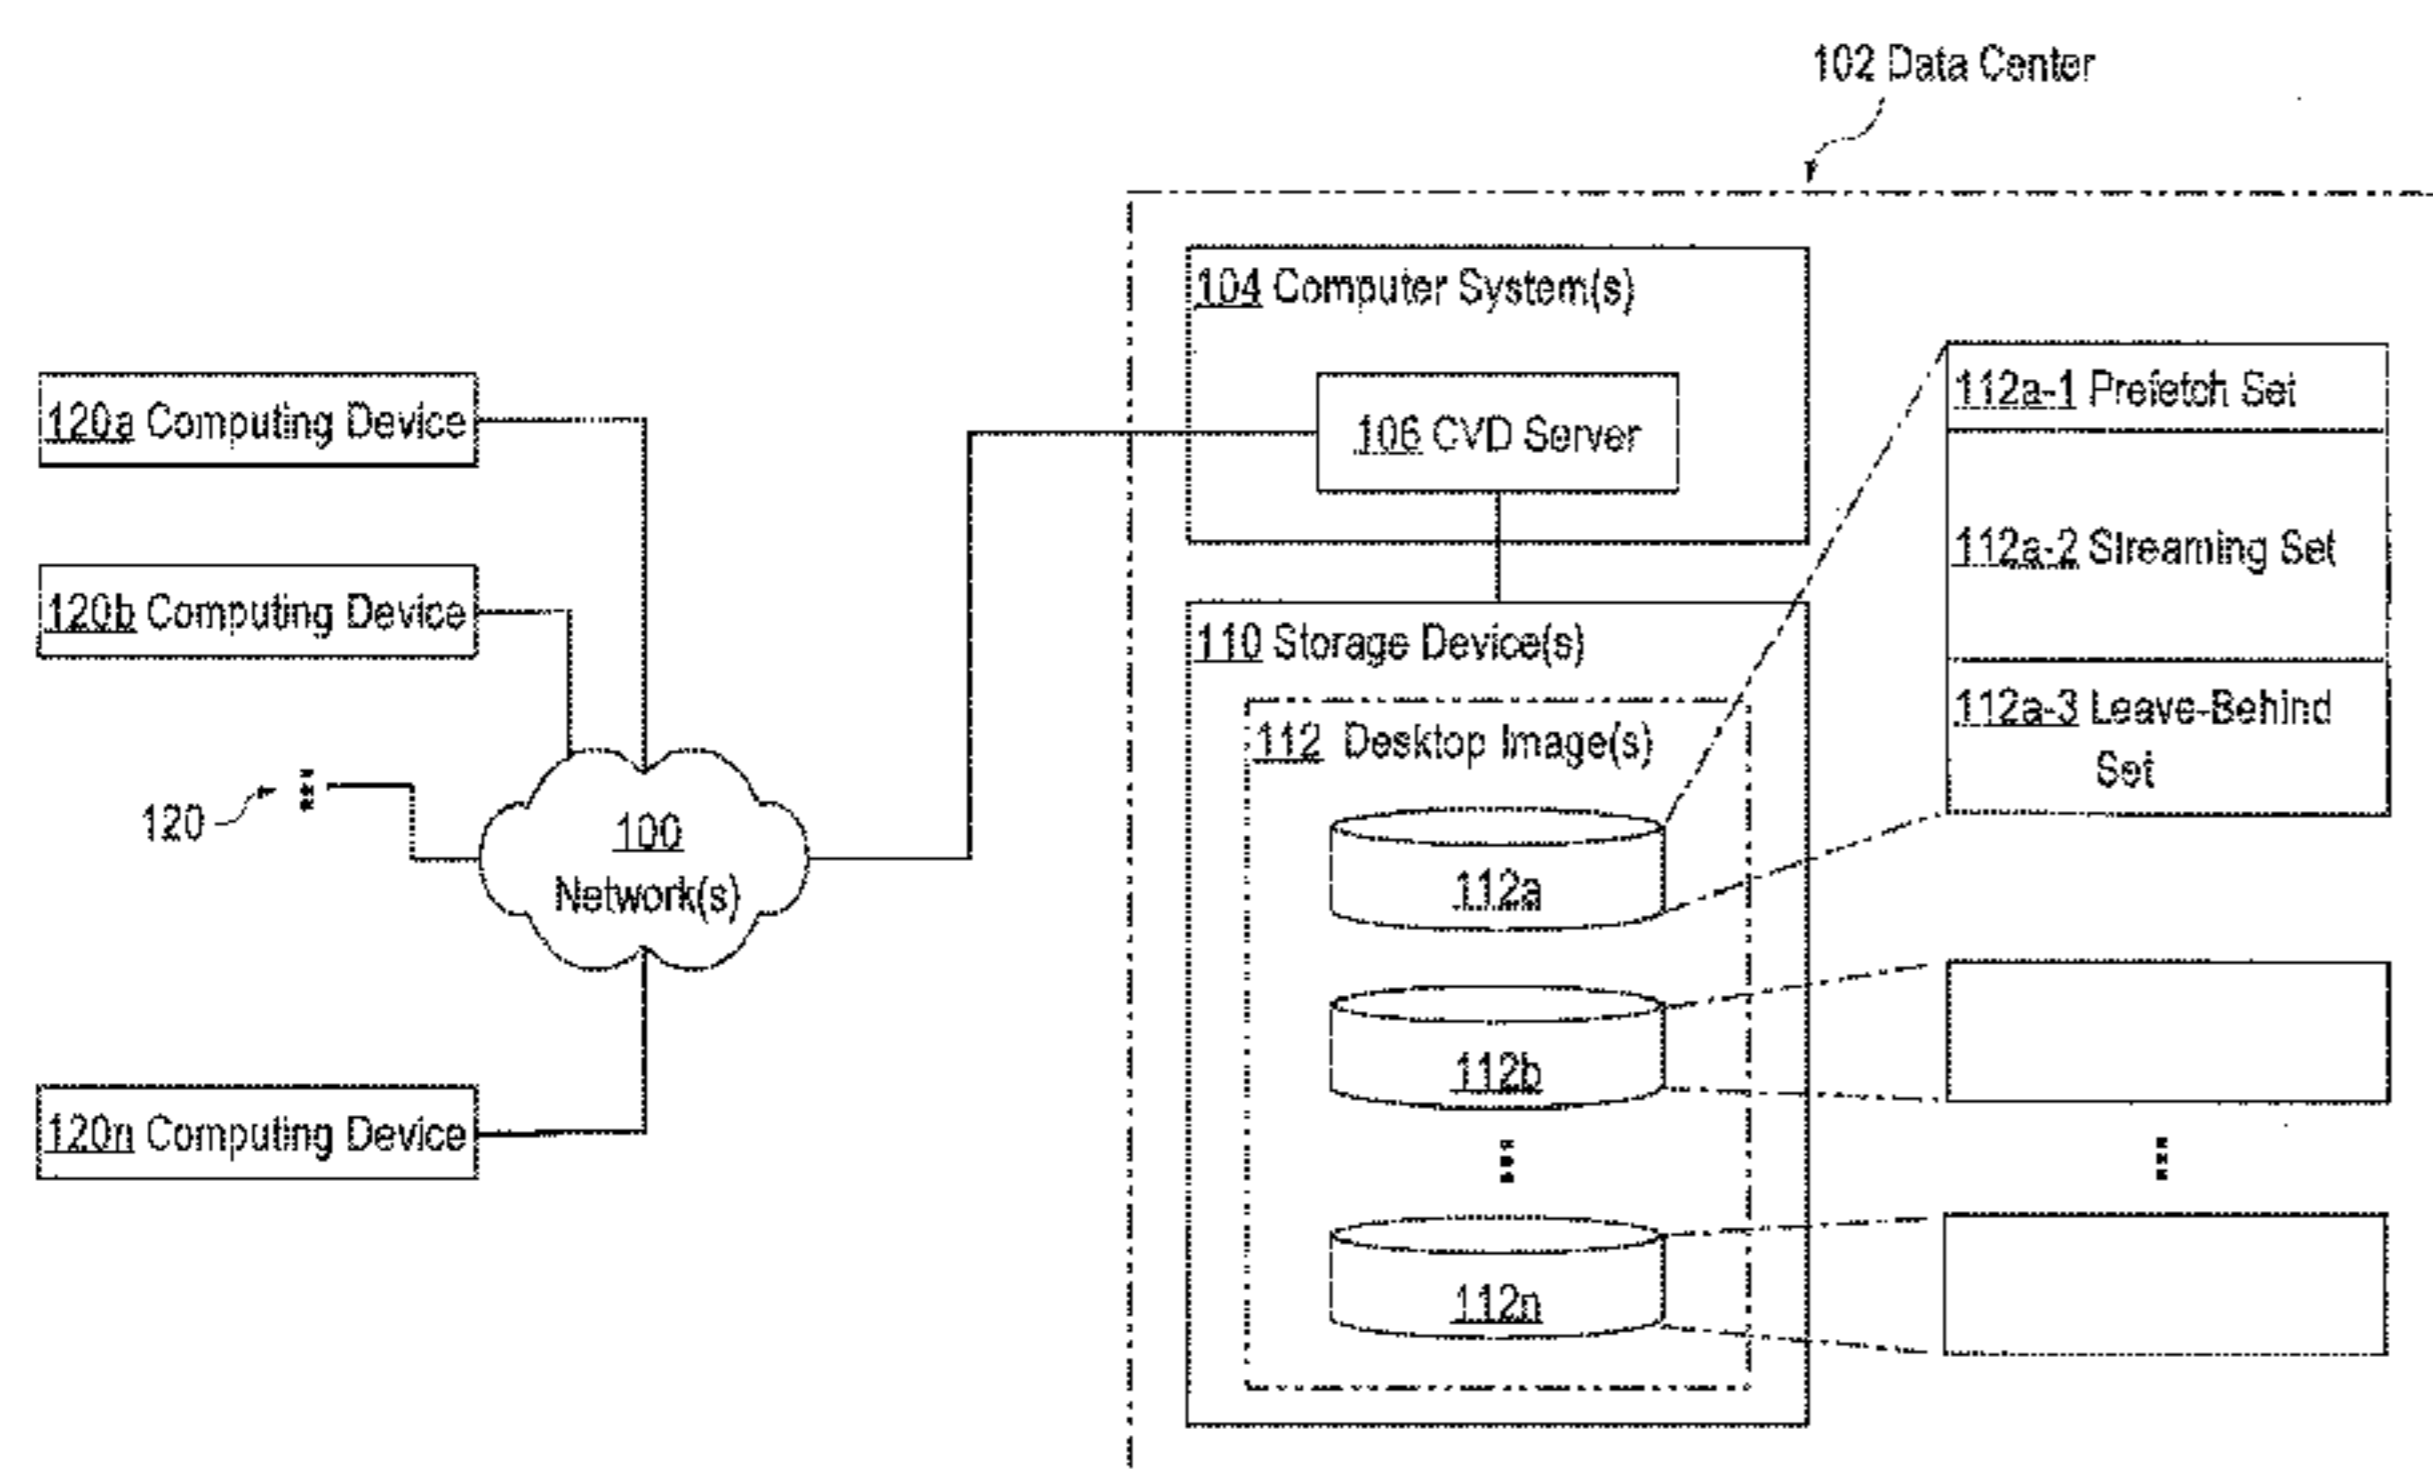 102 Data Center
104 Computer System(s)
106 CVD Server
120a Computing Device
120b Computing Device
120
120n Computing Device
100
Network(s)
110 Storage Device(s)
112 Desktop Image(s)
112a
112b
112n
112a-1 Prefetch Set
112a-2 Streaming Set
112a-3 Leave-Behind
Set